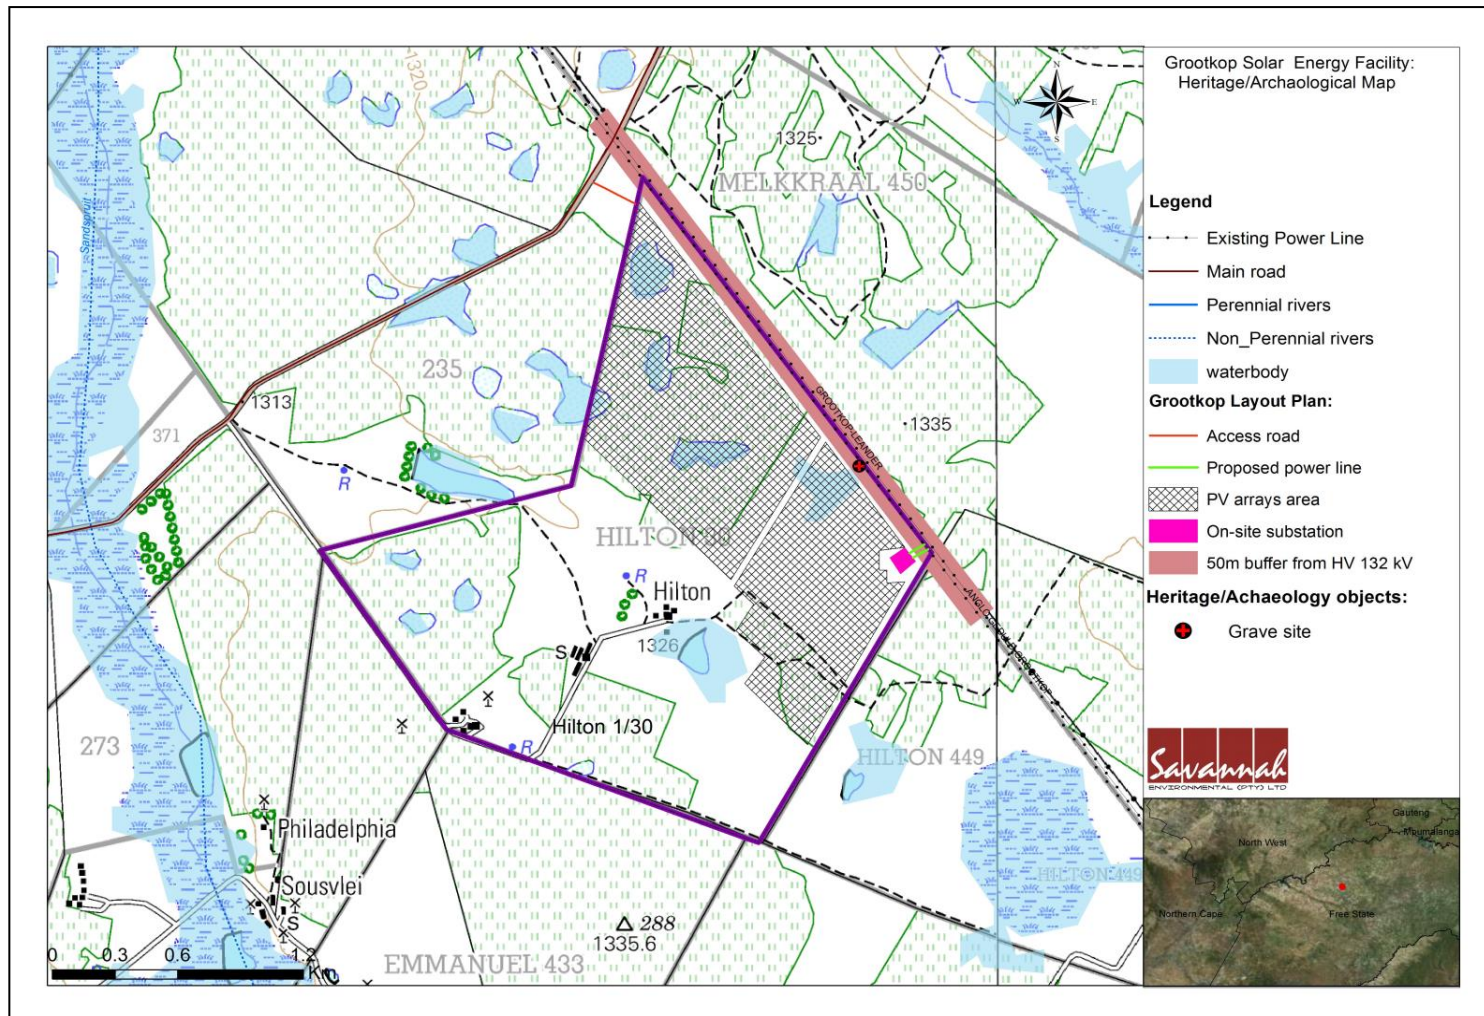 Grootkop Solar Energy Facility:
Heritage/Archaological Map
N
W
E
S
Legend
Existing Power Line
Main road
Perennial rivers
Non_Perennial rivers
waterbody
Grootkop Layout Plan:
Access road
Proposed power line
PV arrays area
On-site substation
50m buffer from HV 132 kV
Heritage/Achaeology objects:
Grave site
Savannah
ENVIRONMENTAL (PTY) LTD
Gauteng
Mpumalanga
North West
Northern Cape
Free State
1320
1325
MELKKRAAL 450
Sandspruit
235
1313
371
GROOTKOP-LEANDER
1335
R
HILTON 30
R
Hilton
1326
S
Hilton 1/30
R
HILTON 449
273
Philadelphia
Sousvlei
S
HILTON 449
288
1335.6
EMMANUEL 433
0 0.3 0.6 1.2